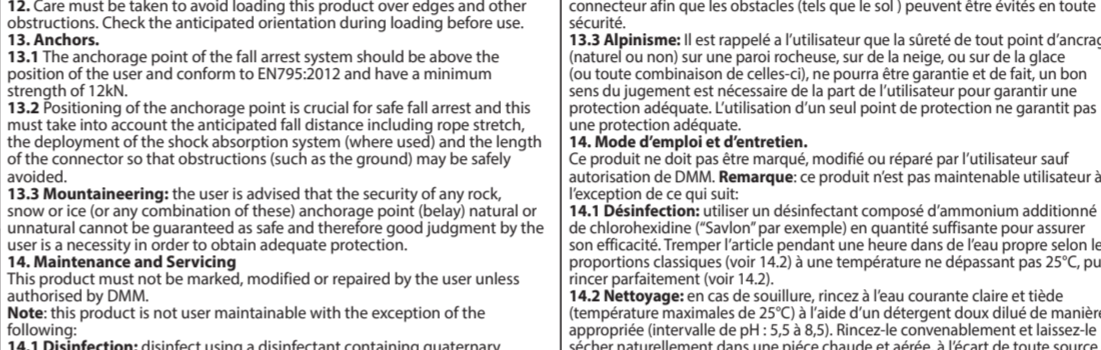 12. Care must be taken to avoid loading this product over edges and other
obstructions. Check the anticipated orientation during loading before use.
13. Anchors.
13.1 The anchorage point of the fall arrest system should be above the
position of the user and conform to EN795:2012 and have a minimum
strength of 12kN.
13.2 Positioning of the anchorage point is crucial for safe fall arrest and this
must take into account the anticipated fall distance including rope stretch,
the deployment of the shock absorption system (where used) and the length
of the connector so that obstructions (such as the ground) may be safely
avoided.
13.3 Mountaineering: the user is advised that the security of any rock,
snow or ice (or any combination of these) anchorage point (belay) natural or
unnatural cannot be guaranteed as safe and therefore good judgment by the
user is a necessity in order to obtain adequate protection.
14. Maintenance and Servicing
This product must not be marked, modified or repaired by the user unless
authorised by DMM.
Note: this product is not user maintainable with the exception of the
following:
14.1 Disinfection: disinfect using a disinfectant containing quaternary
connecteur afin que les obstacles (tels que le sol ) peuvent être évités en toute
sécurité.
13.3 Alpinisme: Il est rappelé a l'utilisateur que la sûreté de tout point d'ancrag
(naturel ou non) sur une paroi rocheuse, sur de la neige, ou sur de la glace
(ou toute combinaison de celles-ci), ne pourra être garantie et de fait, un bon
sens du jugement est nécessaire de la part de l'utilisateur pour garantir une
protection adéquate. L'utilisation d'un seul point de protection ne garantit pas
une protection adéquate.
14. Mode d'emploi et d'entretien.
Ce produit ne doit pas être marqué, modifié ou réparé par l'utilisateur sauf
autorisation de DMM. Remarque: ce produit n'est pas maintenable utilisateur à
l'exception de ce qui suit:
14.1 Désinfection: utiliser un désinfectant composé d'ammonium additionné
de chlorohexidine ("Savlon" par exemple) en quantité suffisante pour assurer
son efficacité. Tremper l'article pendant une heure dans de l'eau propre selon le
proportions classiques (voir 14.2) à une température ne dépassant pas 25°C, pu
rincer parfaitement (voir 14.2).
14.2 Nettoyage: en cas de souillure, rincez à l'eau courante claire et tiède
(température maximales de 25°C) à l'aide d'un détergent doux dilué de manière
appropriée (intervalle de pH : 5,5 à 8,5). Rincez-le convenablement et laissez-le
sécher naturellement dans une piéce chaude et aérée, à l'écart de toute source